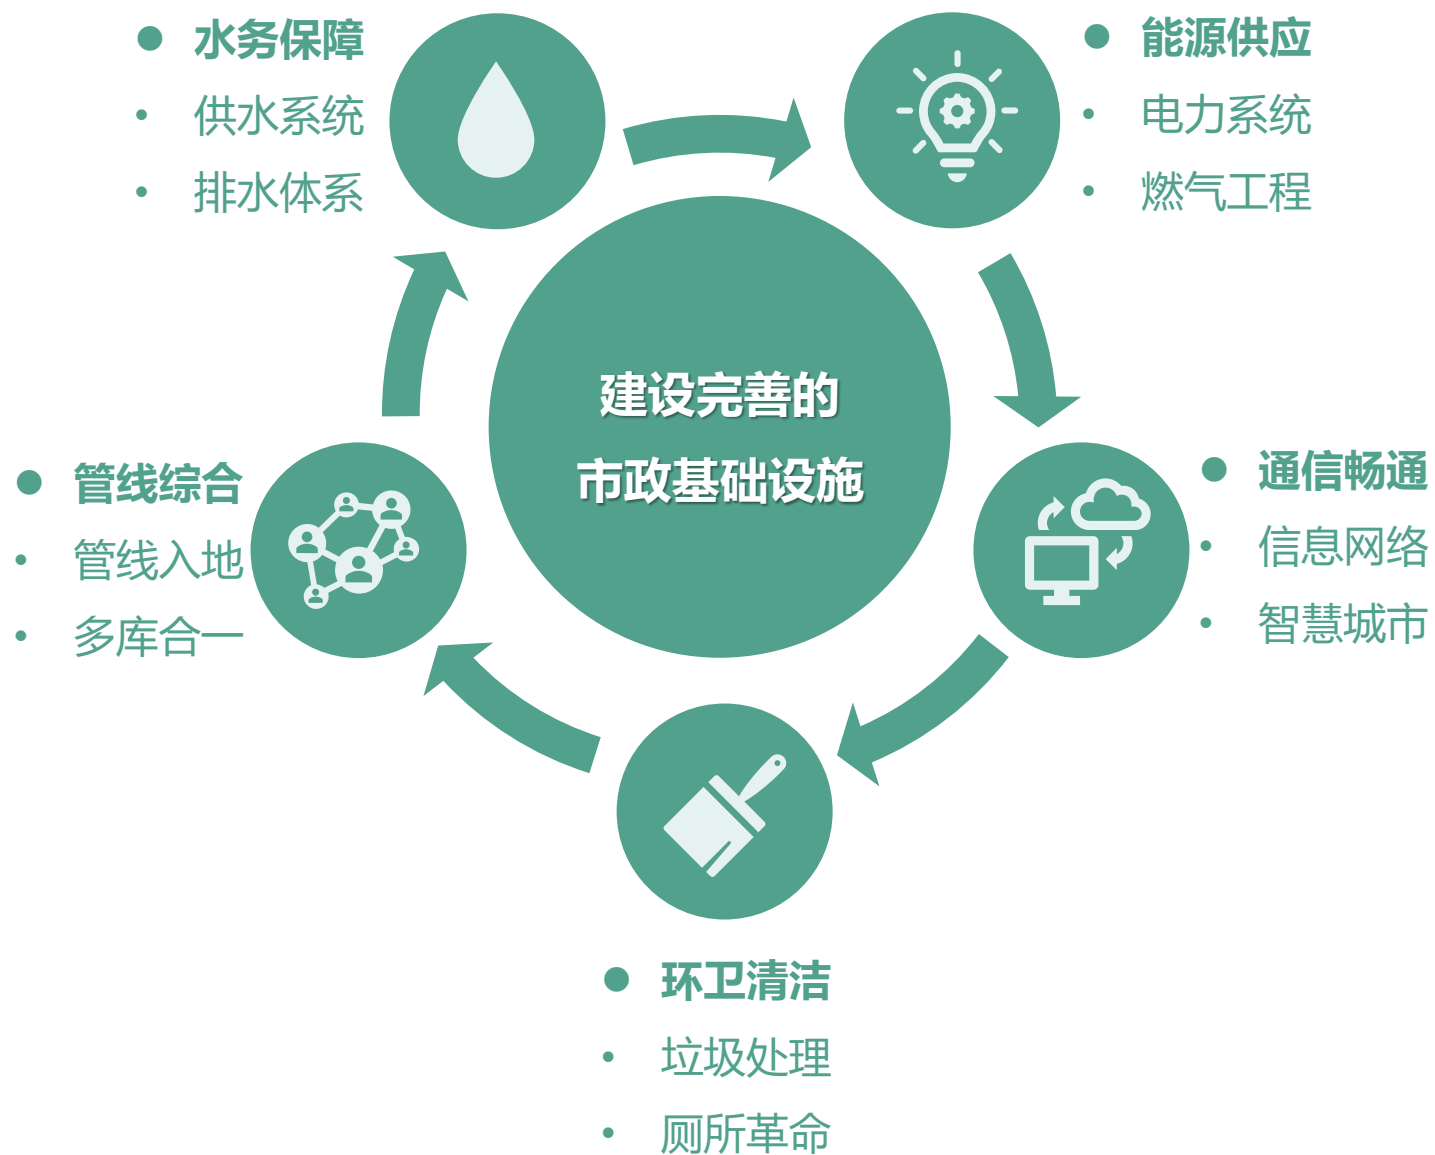 ● 水务保障
• 供水系统
• 排水体系
● 能源供应
• 电力系统
• 燃气工程
建设完善的
市政基础设施
● 管线综合
• 管线入地
• 多库合一
● 通信畅通
• 信息网络
• 智慧城市
● 环卫清洁
• 垃圾处理
• 厕所革命